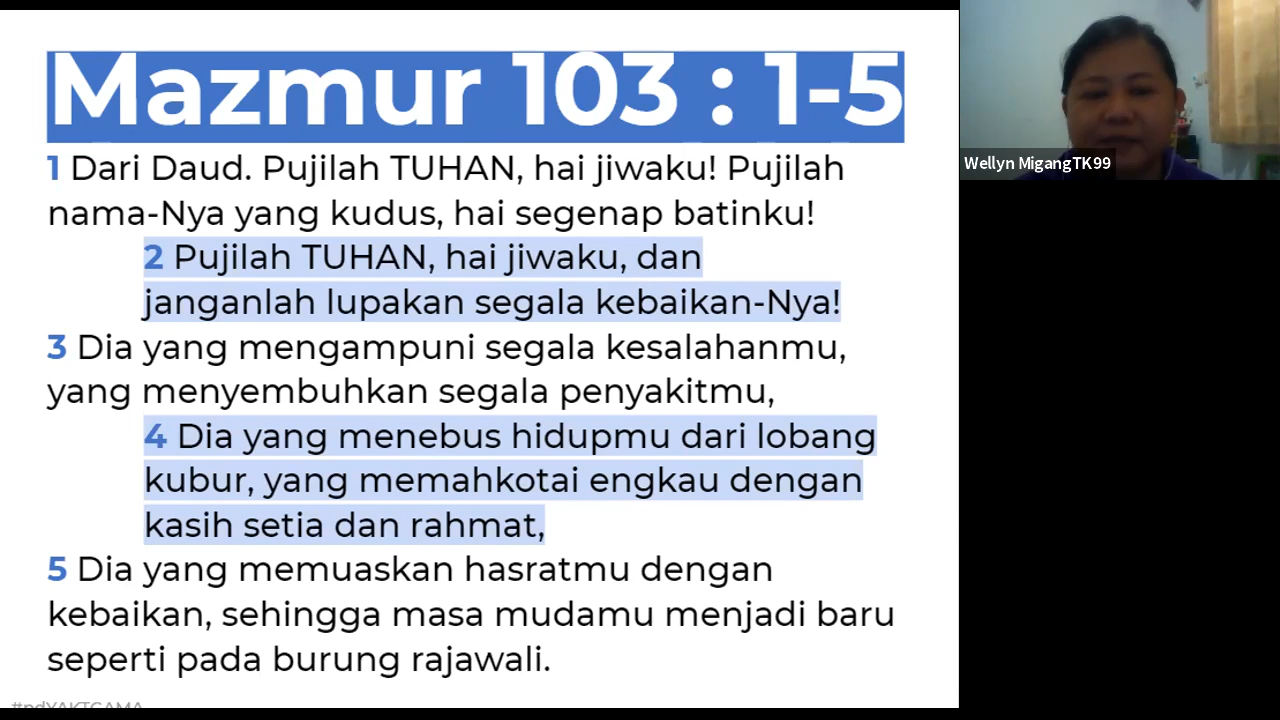 Mazmur 103 : 1-5
1 Dari Daud. Pujilah TUHAN, hai jiwaku! Pujilah
nama-Nya yang kudus, hai segenap batinku!
2 Pujilah TUHAN, hai jiwaku, dan
janganlah lupakan segala kebaikan-Nya!
3 Dia yang mengampuni segala kesalahanmu,
yang menyembuhkan segala penyakitmu,
4 Dia yang menebus hidupmu dari lobang
kubur, yang memahkotai engkau dengan
kasih setia dan rahmat,
5 Dia yang memuaskan hasratmu dengan
kebaikan, sehingga masa mudamu menjadi baru
seperti pada burung rajawali.
Wellyn MigangTK99